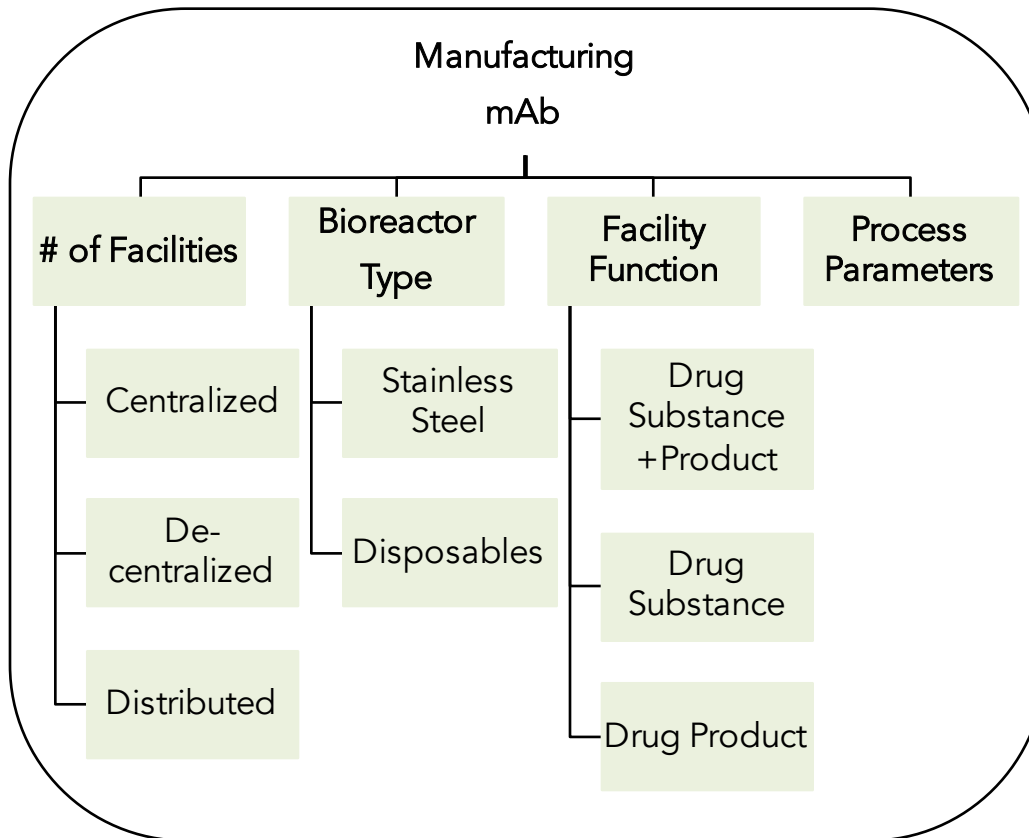 Manufacturing
mAb
# of Facilities
Bioreactor
Type
Facility
Function
Process
Parameters
Centralized
De-
centralized
Distributed
Stainless
Steel
Disposables
Drug
Substance
+Product
Drug
Substance
Drug Product